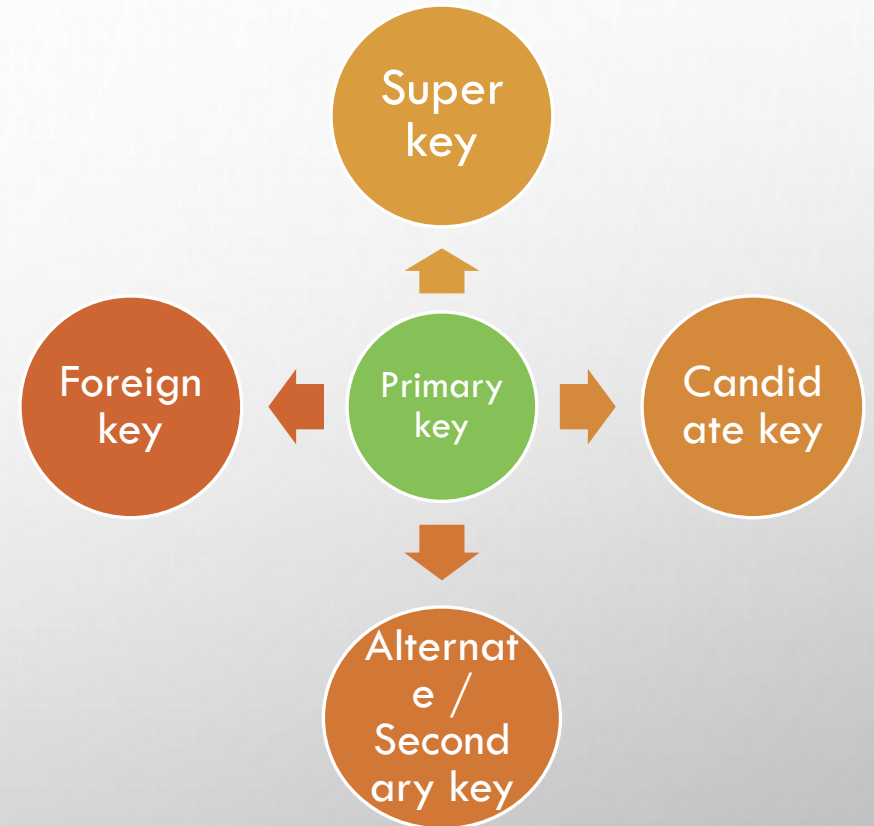 Super
key
Foreign
key
Primary
key
Candid
ate key
Alternat
e /
Second
ary key